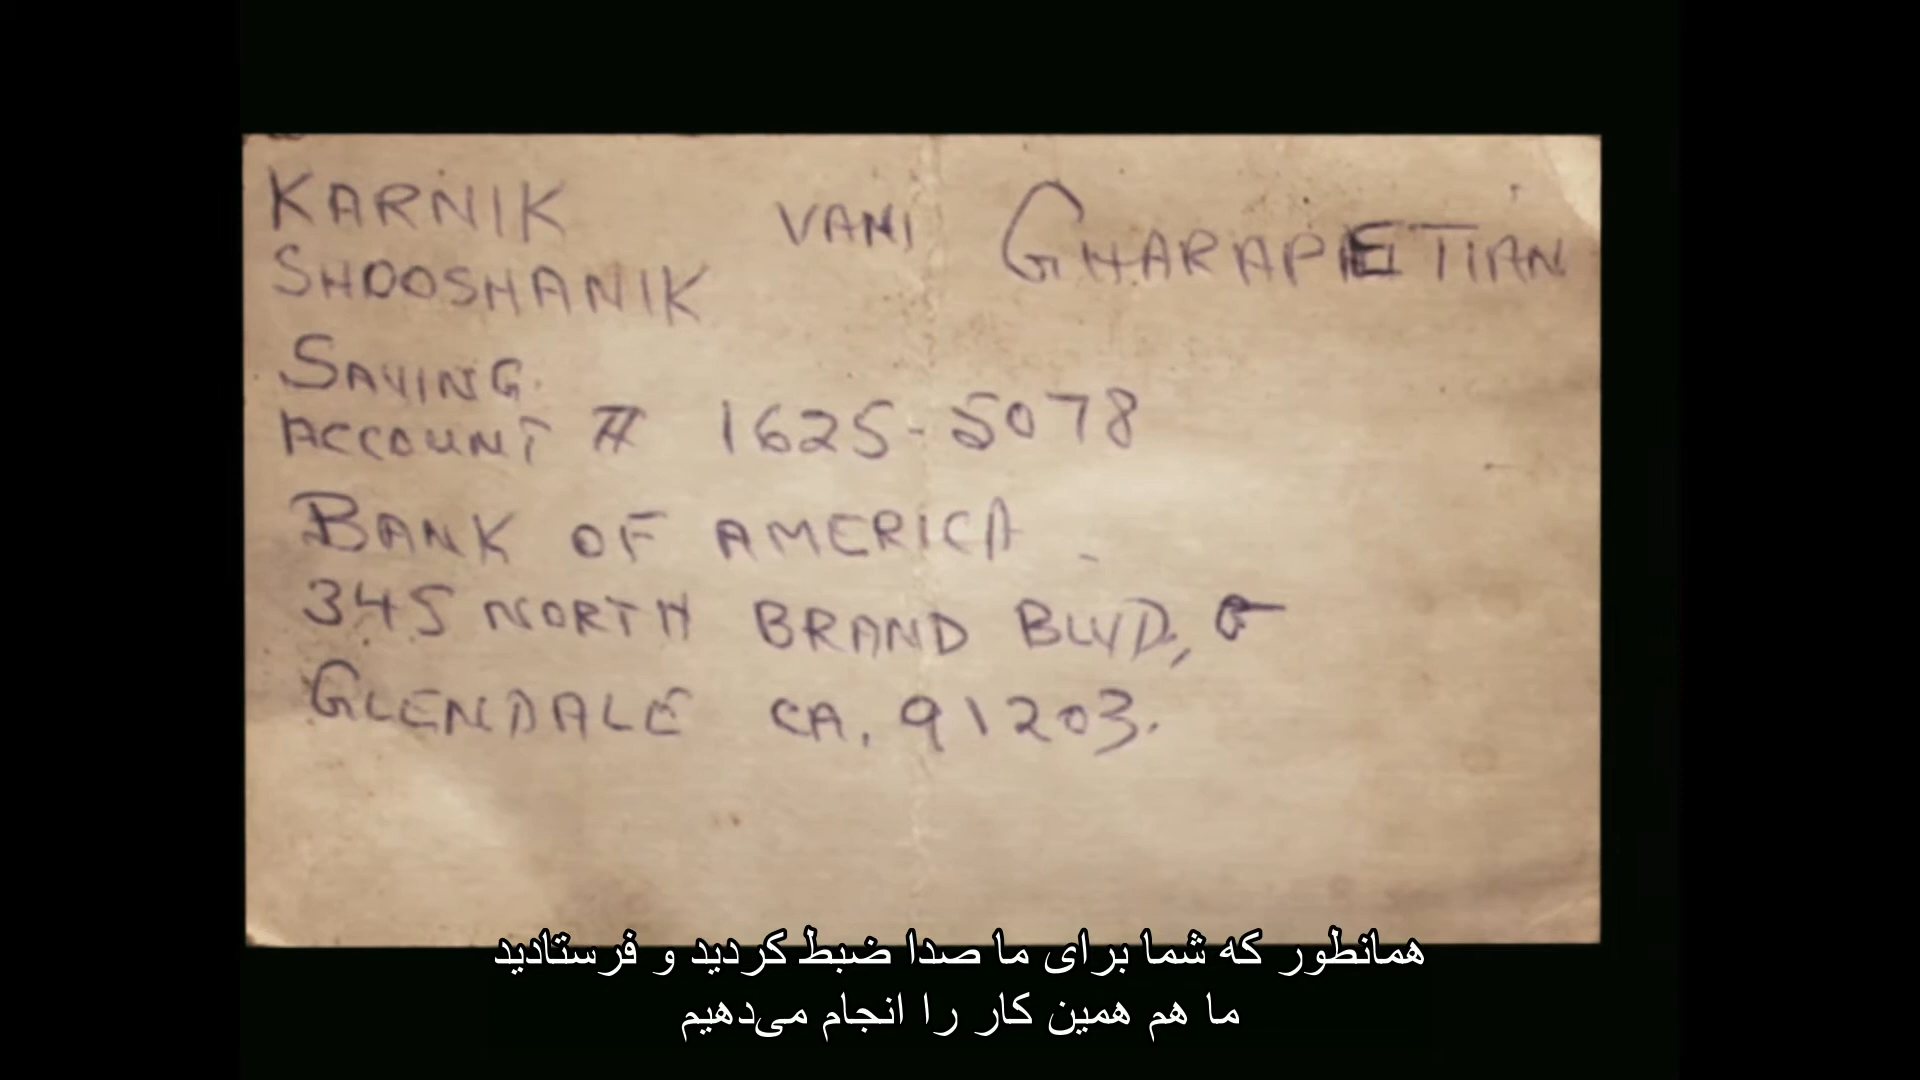 KARNIK VANI GHARAPETIAN
SHOOSHANIK
SAVING
ACCOUNT # 1625-5078
BANK OF AMERICA
345 NORTH BRAND BLVD,
GLENDALE CA. 91203.
همانطور که شما برای ما صدا ضبط کردید و فرستادید
ما هم همین کار را انجام می‌دهیم